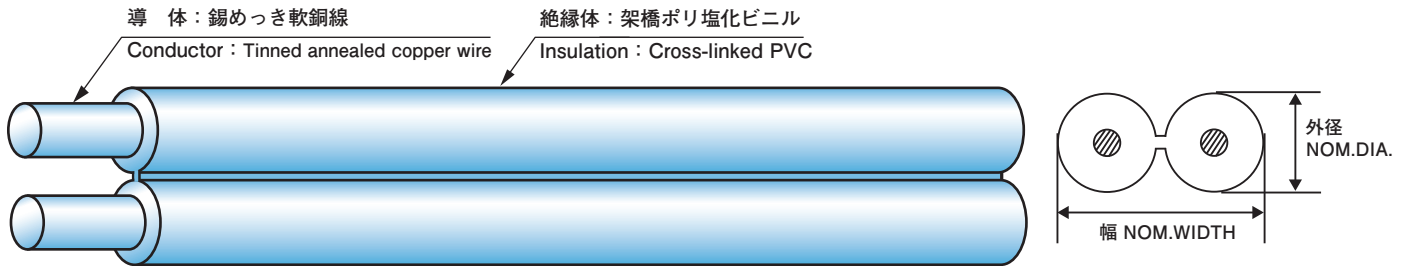 導　体：錫めっき軟銅線
Conductor：Tinned annealed copper wire
絶縁体：架橋ポリ塩化ビニル
Insulation：Cross-linked PVC
外径
NOM.DIA.
幅 NOM.WIDTH